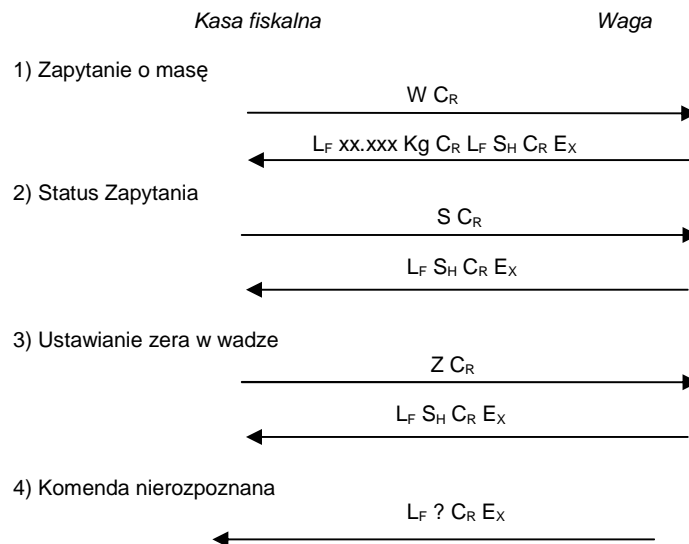 Kasa fiskalna Waga
1) Zapytanie o masę
W CR
LF xx.xxx Kg CR LF SH CR EX
2) Status Zapytania
S CR
LF SH CR EX
3) Ustawianie zera w wadze
Z CR
LF SH CR EX
4) Komenda nierozpoznana
LF ? CR EX